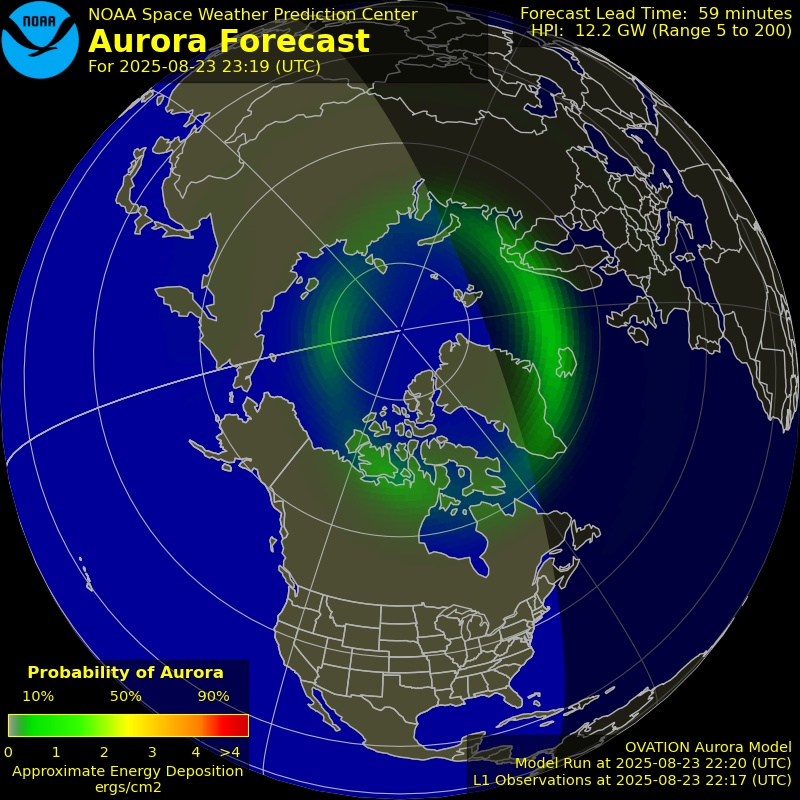 NOAA
NOAA Space Weather Prediction Center
Aurora Forecast
For 2025-08-23 23:19 (UTC)
Forecast Lead Time: 59 minutes
HPI: 12.2 GW (Range 5 to 200)
Probability of Aurora
10% 50% 90%
0 1 2 3 4 >4
Approximate Energy Deposition
ergs/cm2
OVATION Aurora Model
Model Run at 2025-08-23 22:20 (UTC)
L1 Observations at 2025-08-23 22:17 (UTC)